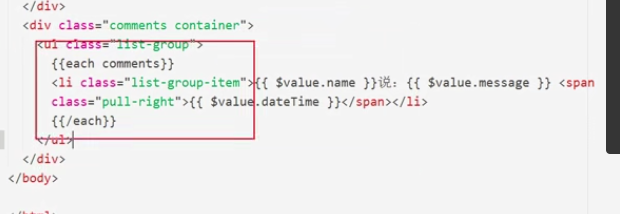 </div>
<div class="comments container">
<ul class="list-group">
{{each comments}}
<li class="list-group-item">{{ $value.name }}说：{{ $value.message }} <span
class="pull-right">{{ $value.dateTime }}</span></li>
{{/each}}
</ul>
</div>
</body>
</html>